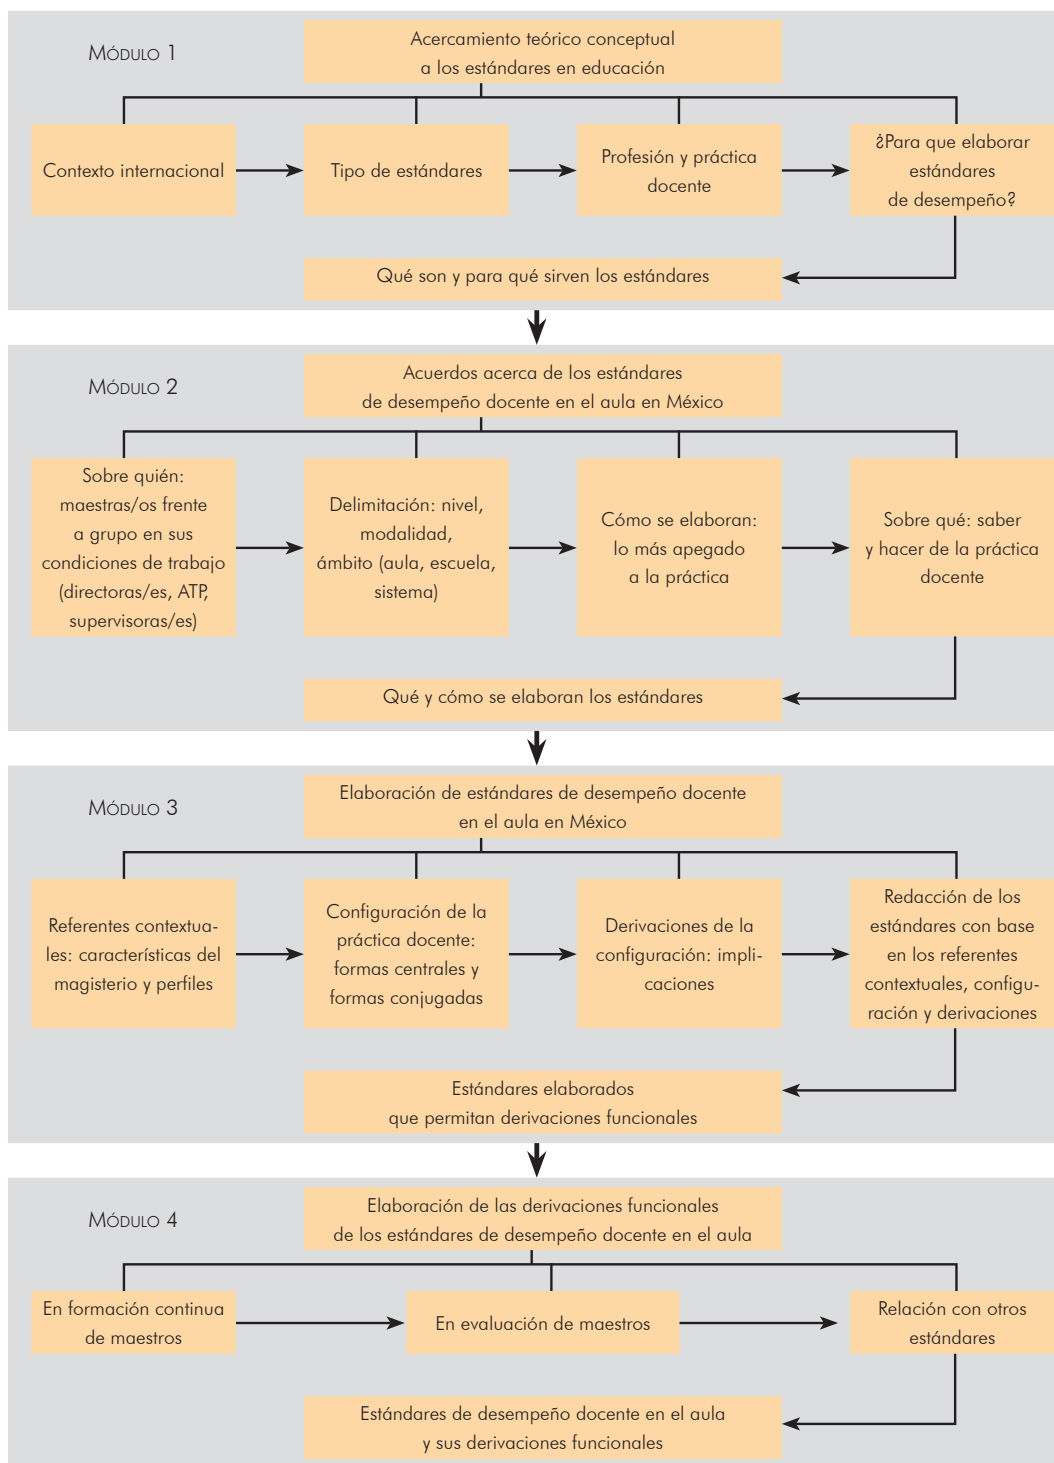 MÓDULO 1
Acercamiento teórico conceptual
a los estándares en educación
Contexto internacional
Tipo de estándares
Profesión y práctica
docente
¿Para que elaborar
estándares
de desempeño?
Qué son y para qué sirven los estándares
MÓDULO 2
Acuerdos acerca de los estándares
de desempeño docente en el aula en México
Sobre quién:
maestras/os frente
a grupo en sus
condiciones de trabajo
(directoras/es, ATP,
supervisoras/es)
Delimitación: nivel,
modalidad,
ámbito (aula, escuela,
sistema)
Cómo se elaboran:
lo más apegado
a la práctica
Sobre qué: saber
y hacer de la práctica
docente
Qué y cómo se elaboran los estándares
MÓDULO 3
Elaboración de estándares de desempeño docente
en el aula en México
Referentes contextua-
les: características del
magisterio y perfiles
Configuración de la
práctica docente:
formas centrales y
formas conjugadas
Derivaciones de la
configuración: impli-
caciones
Redacción de los
estándares con base
en los referentes
contextuales, configu-
ración y derivaciones
Estándares elaborados
que permitan derivaciones funcionales
MÓDULO 4
Elaboración de las derivaciones funcionales
de los estándares de desempeño docente en el aula
En formación continua
de maestros
En evaluación de maestros
Relación con otros
estándares
Estándares de desempeño docente en el aula
y sus derivaciones funcionales